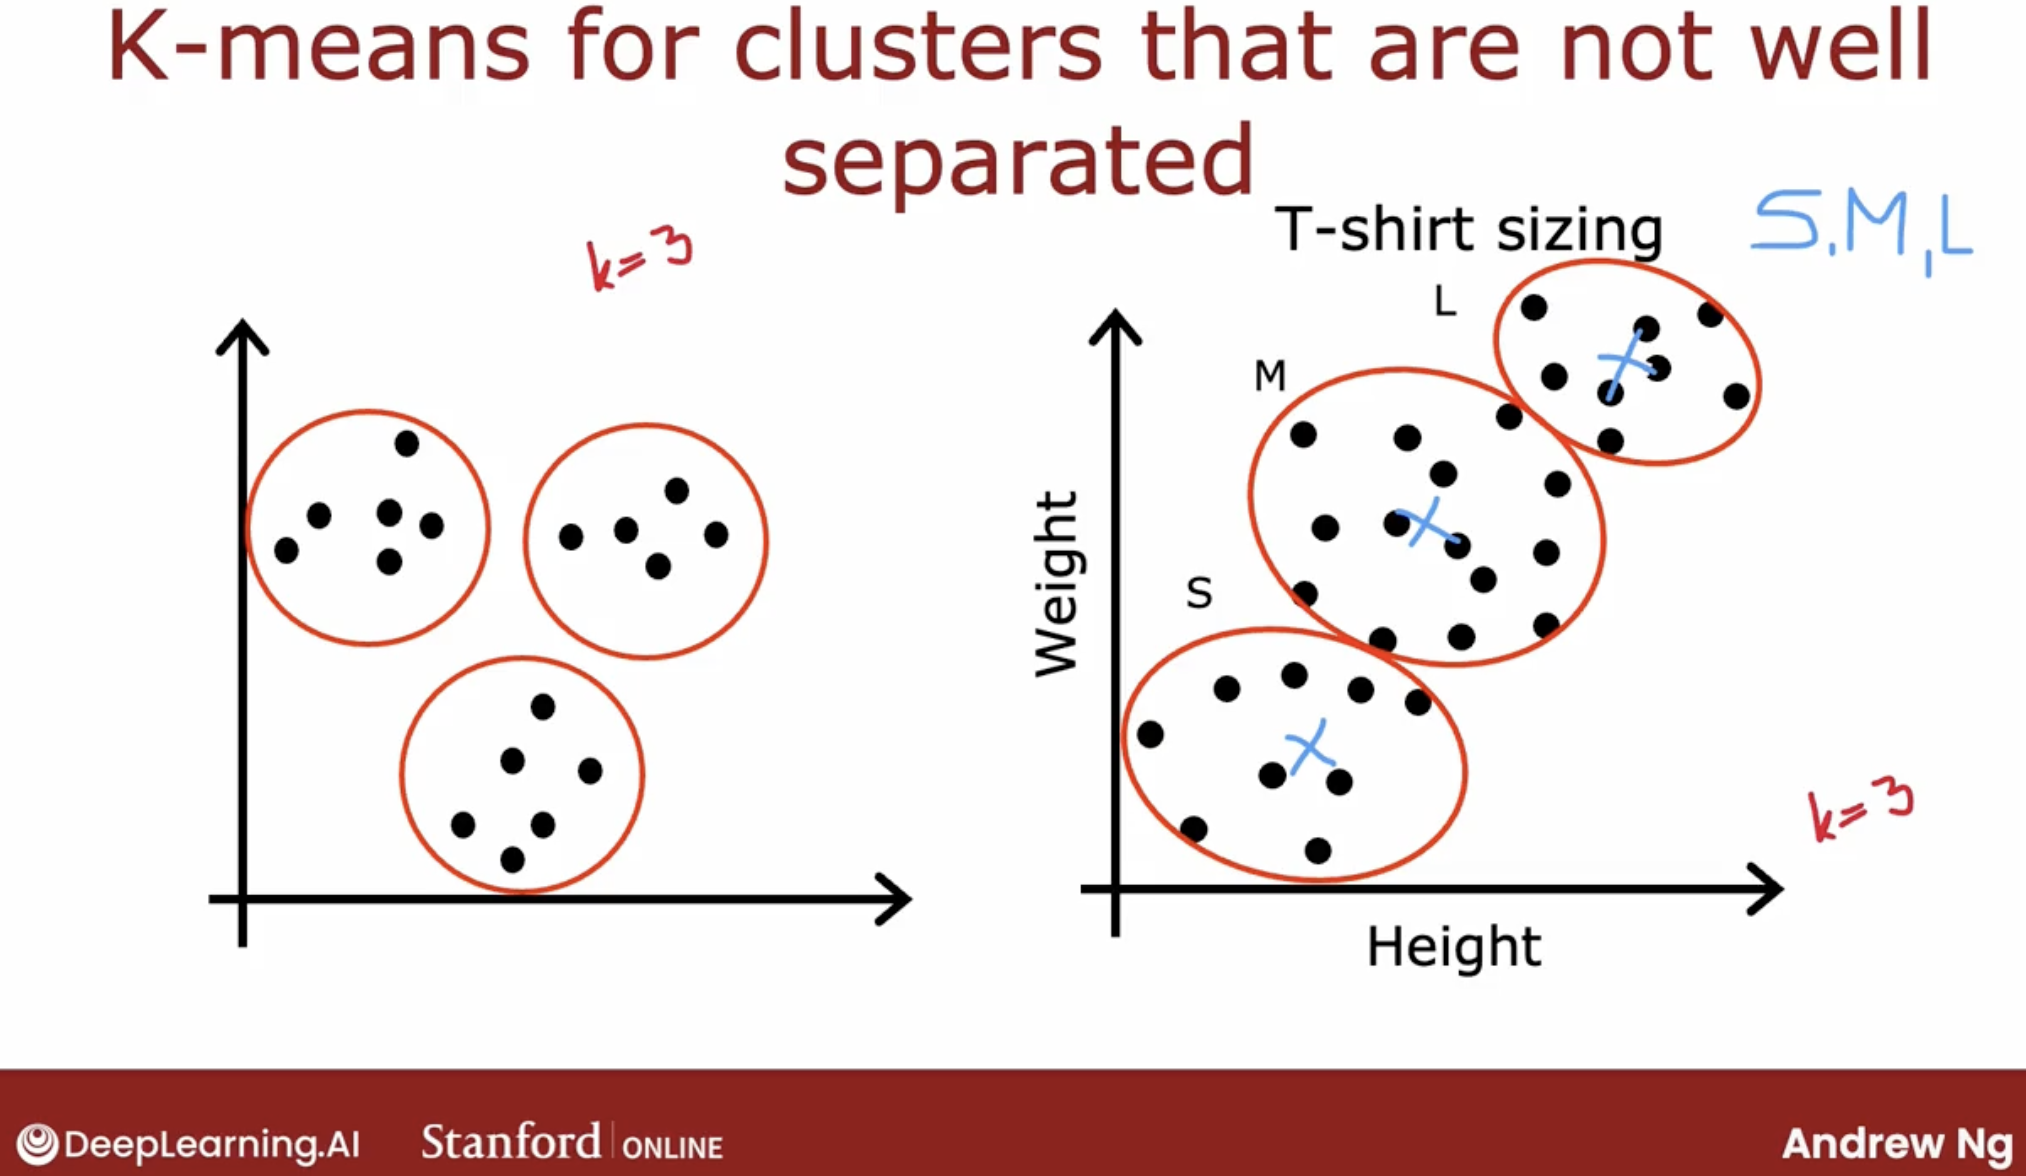 K-means for clusters that are not well
separated
k=3
T-shirt sizing
S,M,L
L
M
S
Weight
Height
k=3
DeepLearning.AI
Stanford | ONLINE
Andrew Ng